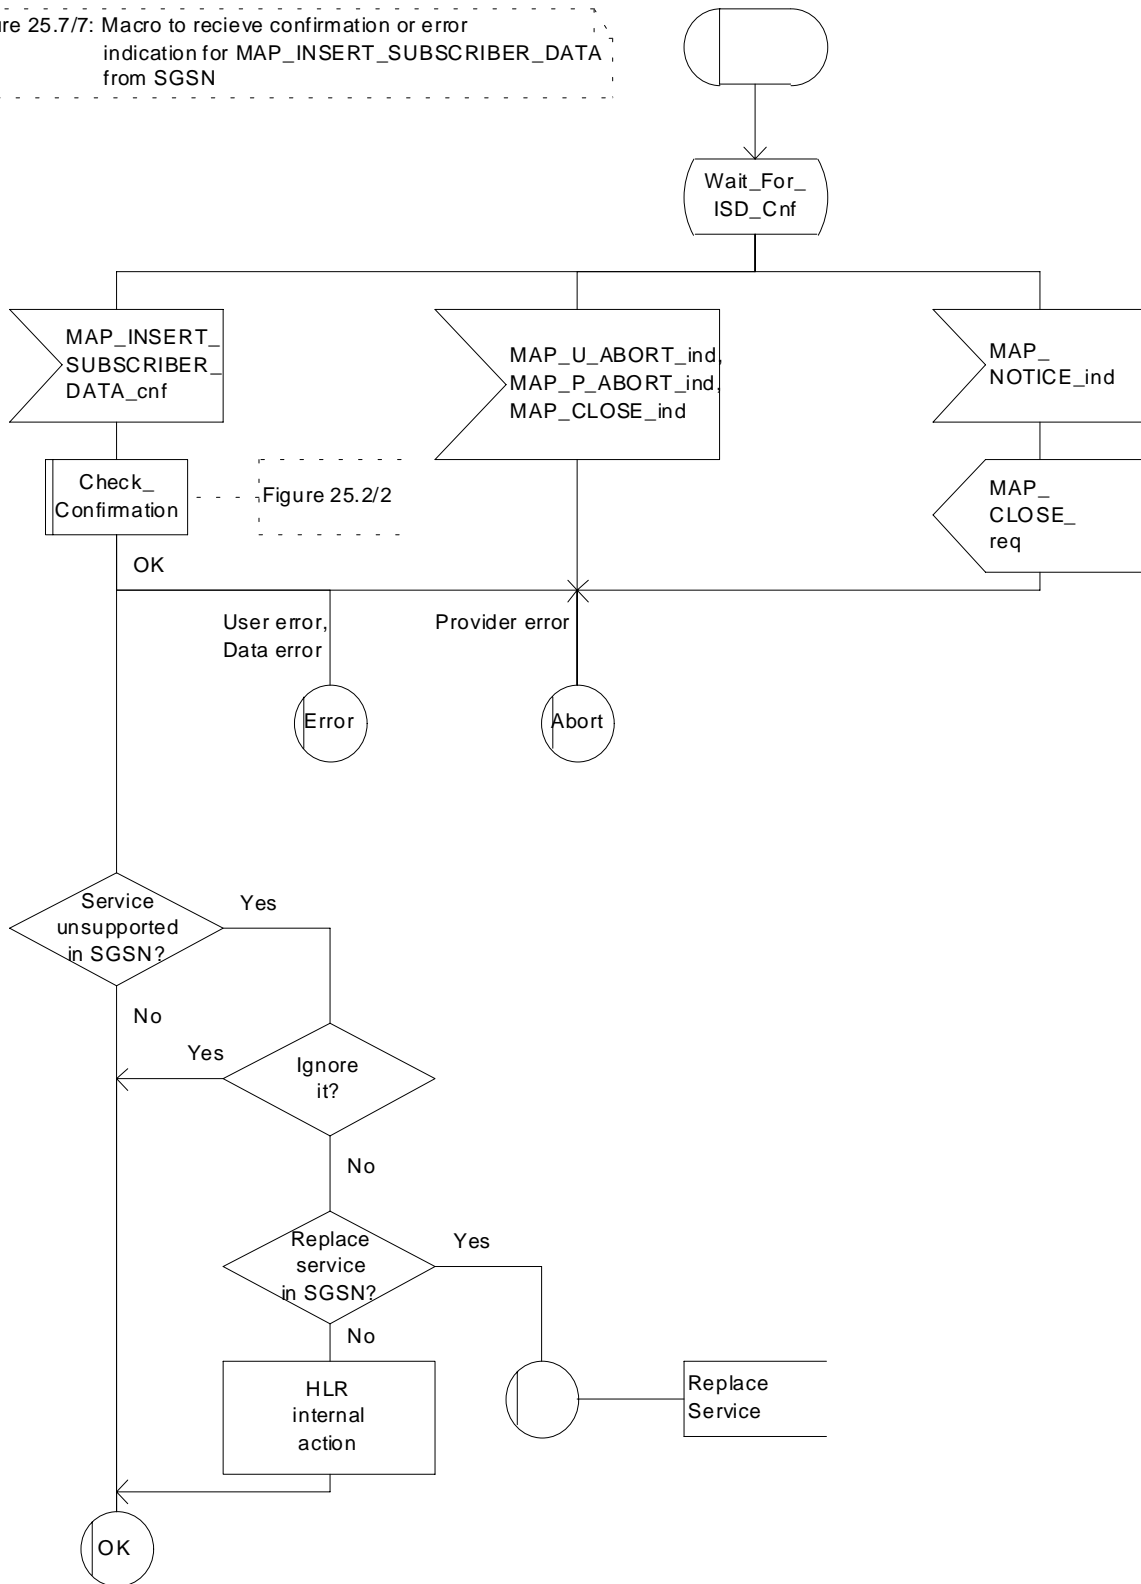 25.7/7: Macro to recieve confirmation or error
indication for MAP_INSERT_SUBSCRIBER_DATA
from SGSN
Wait_For_
ISD_Cnf
MAP_INSERT_
SUBSCRIBER_
DATA_cnf
MAP_U_ABORT_ind,
MAP_P_ABORT_ind,
MAP_CLOSE_ind
MAP_
NOTICE_ind
Check_
Confirmation
Figure 25.2/2
MAP_
CLOSE_
req
OK
User error,
Data error
Provider error
Error
Abort
Service
unsupported
in SGSN?
Yes
No
Yes
Ignore
it?
No
Replace
service
in SGSN?
Yes
No
HLR
internal
action
Replace
Service
OK